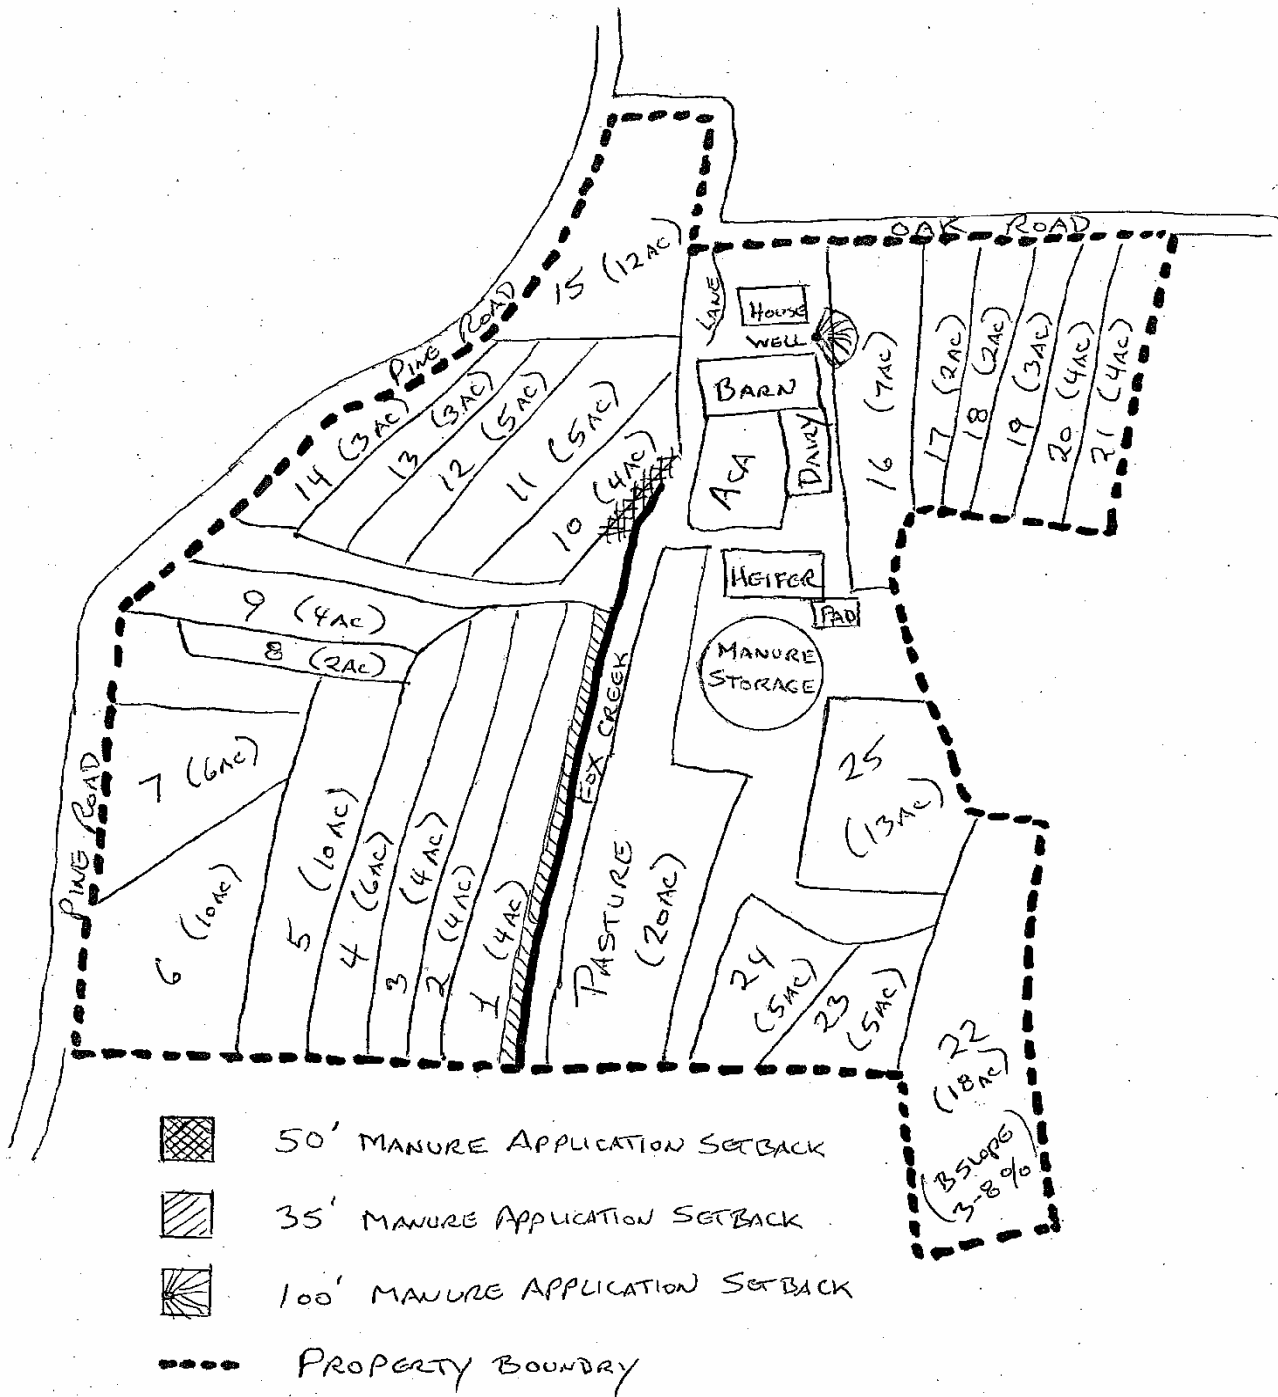 OAK ROAD
15 (12AC)
PINE ROAD
LANE
HOUSE
WELL
BARN
ACA
DAIRY
16 (7AC)
17 (2AC)
18 (2AC)
19 (3AC)
20 (4AC)
21 (4AC)
14 (3AC)
13 (3AC)
12 (5AC)
11 (5AC)
10 (4AC)
HEIFER
PAD
MANURE
STORAGE
9 (4AC)
8 (2AC)
7 (6AC)
PINE ROAD
6 (10AC)
5 (10AC)
4 (6AC)
3 (4AC)
2 (4AC)
1 (4AC)
FOX CREEK
PASTURE
(20AC)
25
(13AC)
24
(5AC)
23
(5AC)
22
(18AC)
(B SLOPE
3-8%)
50' MANURE APPLICATION SETBACK
35' MANURE APPLICATION SETBACK
100' MANURE APPLICATION SETBACK
PROPERTY BOUNDRY